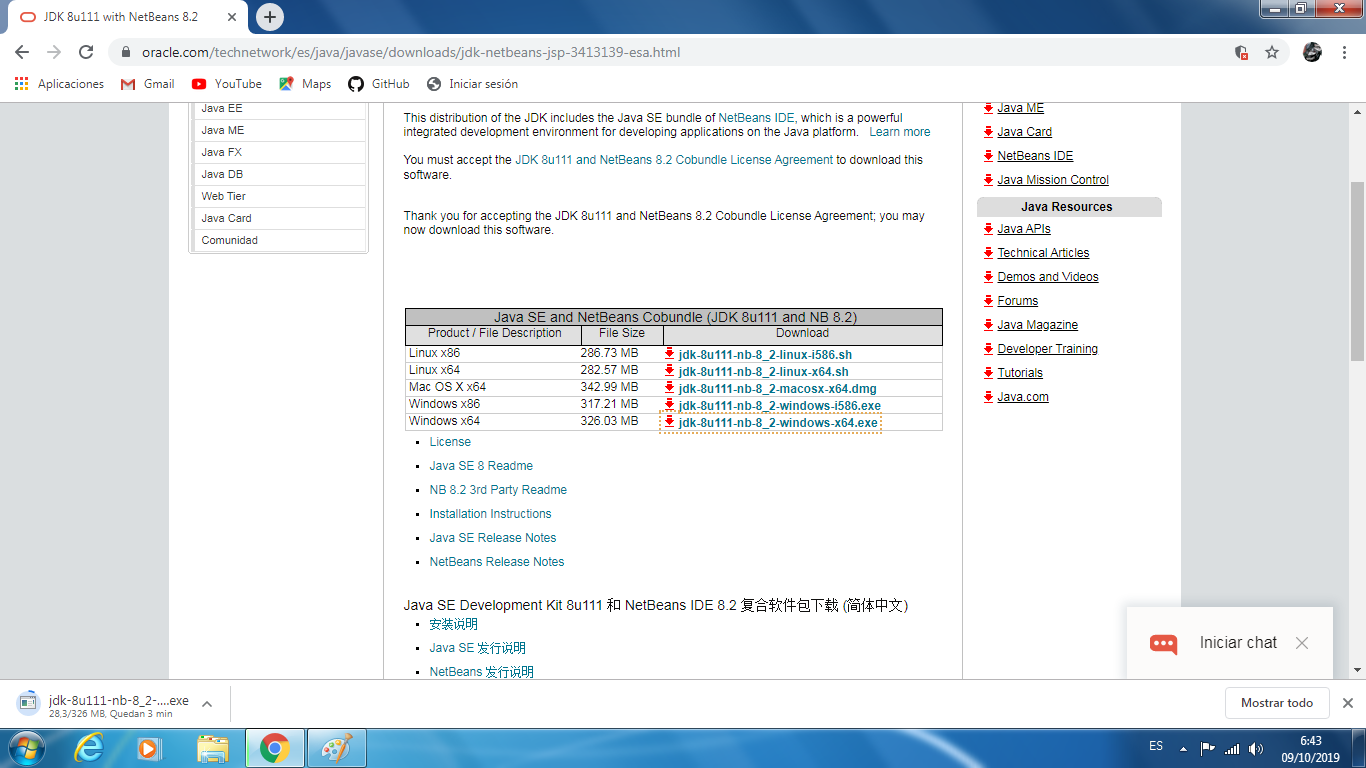 JDK 8u111 with NetBeans 8.2
oracle.com/technetwork/es/java/javase/downloads/jdk-netbeans-jsp-3413139-esa.html
Aplicaciones
Gmail
YouTube
Maps
GitHub
Iniciar sesión
Java EE
Java ME
Java FX
Java DB
Web Tier
Java Card
Comunidad
This distribution of the JDK includes the Java SE bundle of NetBeans IDE, which is a powerful
integrated development environment for developing applications on the Java platform. Learn more
You must accept the JDK 8u111 and NetBeans 8.2 Cobundle License Agreement to download this
software.
Thank you for accepting the JDK 8u111 and NetBeans 8.2 Cobundle License Agreement; you may
now download this software.
Java SE and NetBeans Cobundle (JDK 8u111 and NB 8.2)
Product / File Description File Size Download
Linux x86 286.73 MB jdk-8u111-nb-8_2-linux-i586.sh
Linux x64 282.57 MB jdk-8u111-nb-8_2-linux-x64.sh
Mac OS X x64 342.99 MB jdk-8u111-nb-8_2-macosx-x64.dmg
Windows x86 317.21 MB jdk-8u111-nb-8_2-windows-i586.exe
Windows x64 326.03 MB jdk-8u111-nb-8_2-windows-x64.exe
License
Java SE 8 Readme
NB 8.2 3rd Party Readme
Installation Instructions
Java SE Release Notes
NetBeans Release Notes
Java SE Development Kit 8u111 和 NetBeans IDE 8.2 复合软件包下载 (简体中文)
安装说明
Java SE 发行说明
NetBeans 发行说明
Java ME
Java Card
NetBeans IDE
Java Mission Control
Java Resources
Java APIs
Technical Articles
Demos and Videos
Forums
Java Magazine
Developer Training
Tutorials
Java.com
Iniciar chat
jdk-8u111-nb-8_2-....exe
28,3/326 MB, Quedan 3 min
Mostrar todo
ES
6:43
09/10/2019